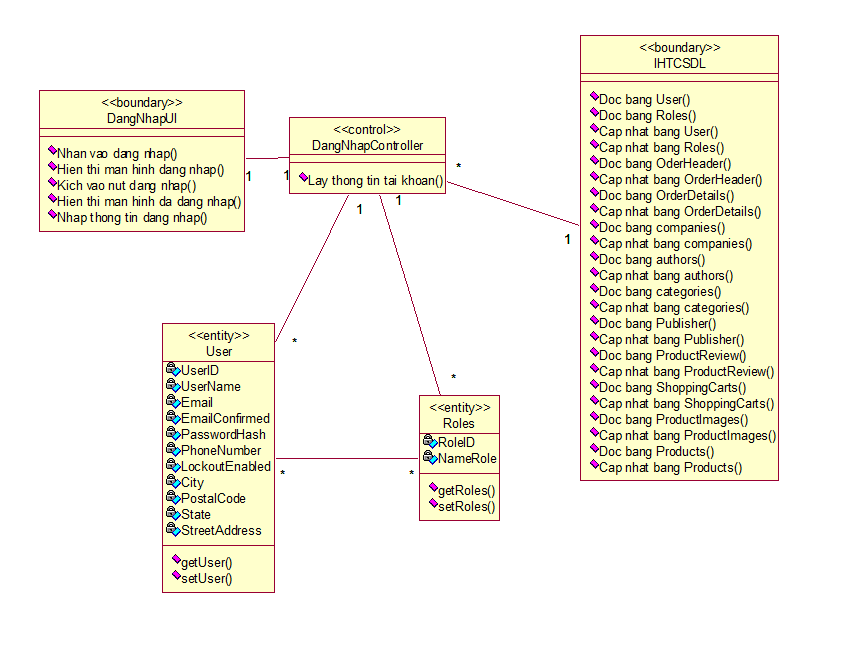 <<boundary>>
DangNhapUI
Nhan vao dang nhap()
Hien thi man hinh dang nhap()
Kich vao nut dang nhap()
Hien thi man hinh da dang nhap()
Nhap thong tin dang nhap()
1
1
<<control>>
DangNhapController
Lay thong tin tai khoan()
*
1
1
1
<<boundary>>
IHTCSDL
Doc bang User()
Doc bang Roles()
Cap nhat bang User()
Cap nhat bang Roles()
Doc bang OderHeader()
Cap nhat bang OrderHeader()
Doc bang OrderDetails()
Cap nhat bang OrderDetails()
Doc bang companies()
Cap nhat bang companies()
Doc bang authors()
Cap nhat bang authors()
Doc bang categories()
Cap nhat bang categories()
Doc bang Publisher()
Cap nhat bang Publisher()
Doc bang ProductReview()
Cap nhat bang ProductReview()
Doc bang ShoppingCarts()
Cap nhat bang ShoppingCarts()
Doc bang ProductImages()
Cap nhat bang ProductImages()
Doc bang Products()
Cap nhat bang Products()
*
*
<<entity>>
User
UserID
UserName
Email
EmailConfirmed
PasswordHash
PhoneNumber
LockoutEnabled
City
PostalCode
State
StreetAddress
getUser()
setUser()
*
*
<<entity>>
Roles
RoleID
NameRole
getRoles()
setRoles()